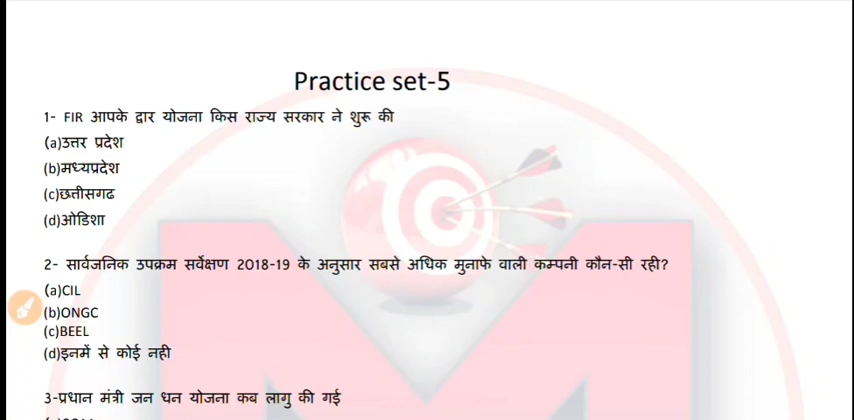 Practice set-5
1- FIR आपके द्वार योजना किस राज्य सरकार ने शुरू की
(a)उत्तर प्रदेश
(b)मध्यप्रदेश
(c)छत्तीसगढ
(d)ओडिशा
2- सार्वजनिक उपक्रम सर्वेक्षण 2018-19 के अनुसार सबसे अधिक मुनाफे वाली कम्पनी कौन-सी रही?
(a)CIL
(b)ONGC
(c)BEEL
(d)इनमें से कोई नही
3-प्रधान मंत्री जन धन योजना कब लागु की गई